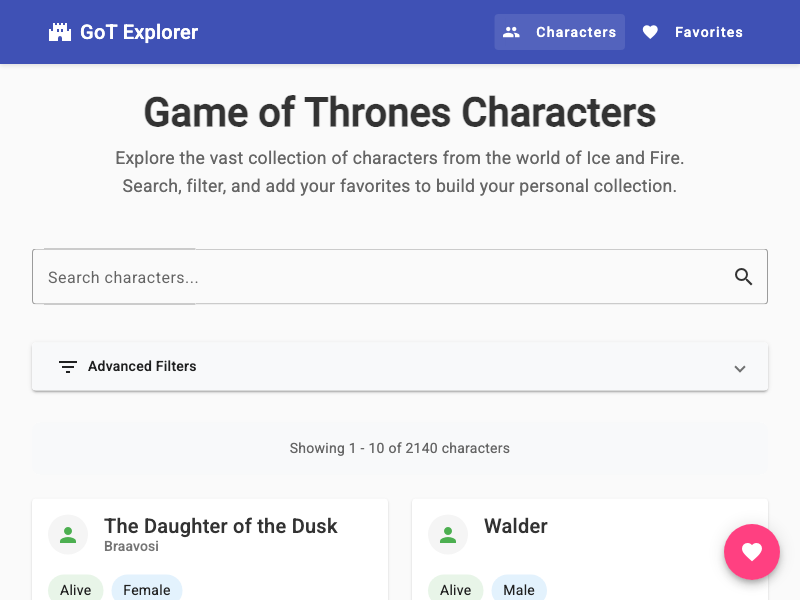 GoT Explorer
Characters
Favorites
Game of Thrones Characters
Explore the vast collection of characters from the world of Ice and Fire.
Search, filter, and add your favorites to build your personal collection.
Search characters...
Advanced Filters
Showing 1 - 10 of 2140 characters
The Daughter of the Dusk
Braavosi
Alive
Female
Walder
Alive
Male